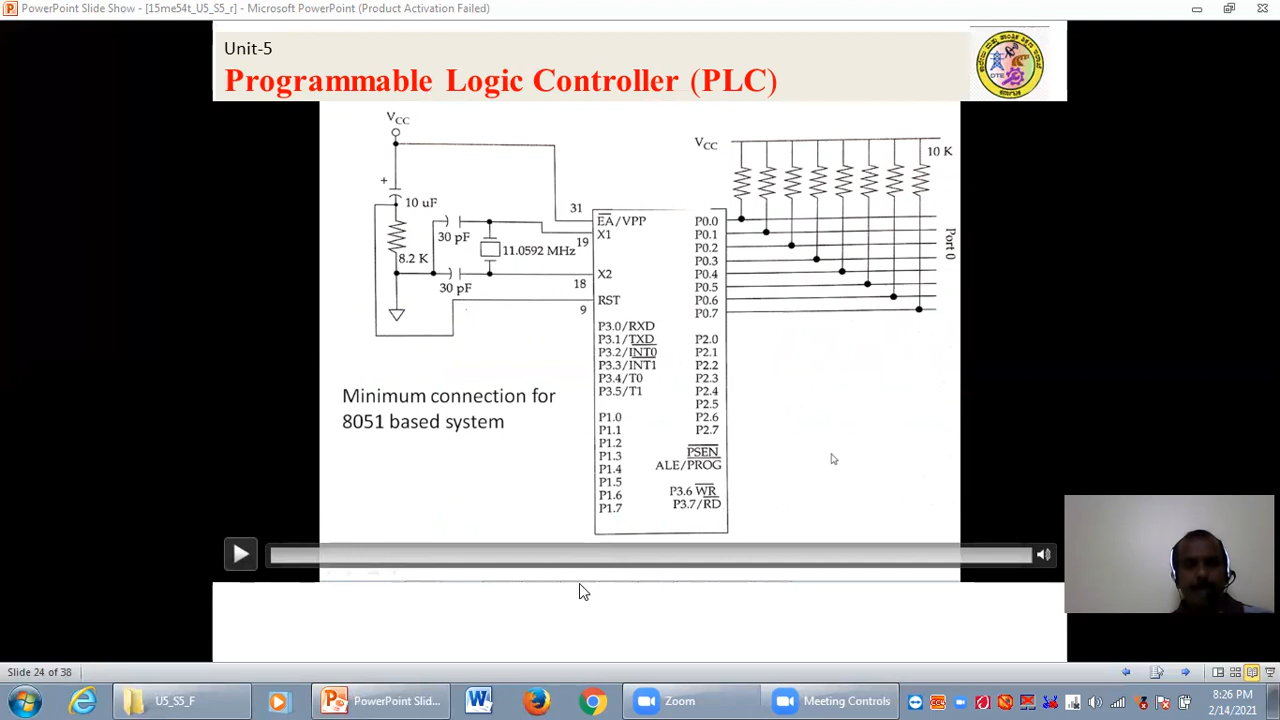 PowerPoint Slide Show - [15me54t_U5_S5_r] - Microsoft PowerPoint (Product Activation Failed)
Unit-5
Programmable Logic Controller (PLC)
DTE
VCC
+
10 uF
8.2 K
30 pF
30 pF
11.0592 MHz
31
19
18
9
EA/VPP
X1
X2
RST
P3.0/RXD
P3.1/TXD
P3.2/INT0
P3.3/INT1
P3.4/T0
P3.5/T1
P1.0
P1.1
P1.2
P1.3
P1.4
P1.5
P1.6
P1.7
VCC
10 K
P0.0
P0.1
P0.2
P0.3
P0.4
P0.5
P0.6
P0.7
Port 0
P2.0
P2.1
P2.2
P2.3
P2.4
P2.5
P2.6
P2.7
PSEN
ALE/PROG
P3.6 WR
P3.7/RD
Minimum connection for
8051 based system
Slide 24 of 38
U5_S5_F
PowerPoint Slid...
Zoom
Meeting Controls
8:26 PM
2/14/2021